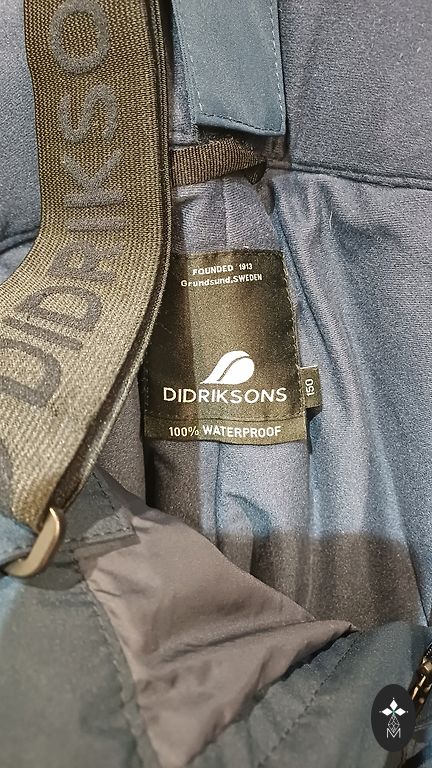 DIDRIKSO
FOUNDED 1913
Grundsund.SWEDEN
DIDRIKSONS
150
100% WATERPROOF
M